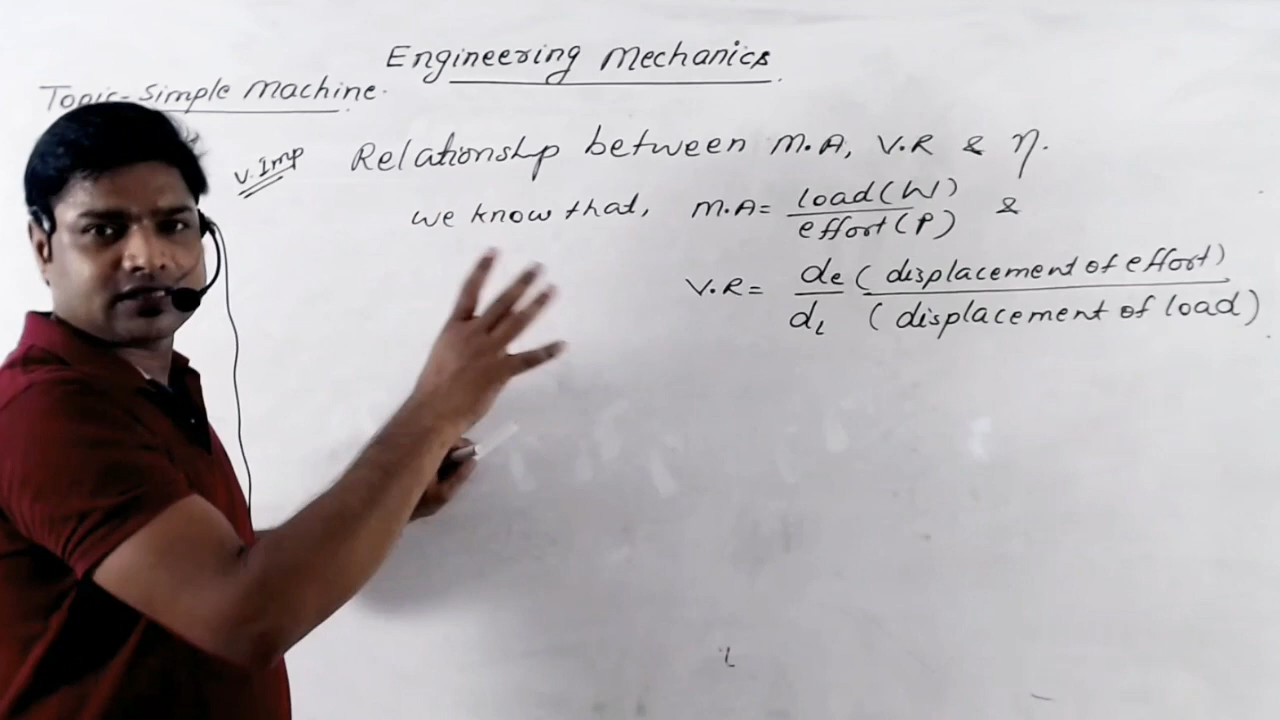 Engineering Mechanics
Topic- Simple Machine.
V. Imp
Relationship between M.A, V.R & η.
We know that, M.A = load(W) / effort(P) &
V.R = de (displacement of effort) / dL (displacement of load).